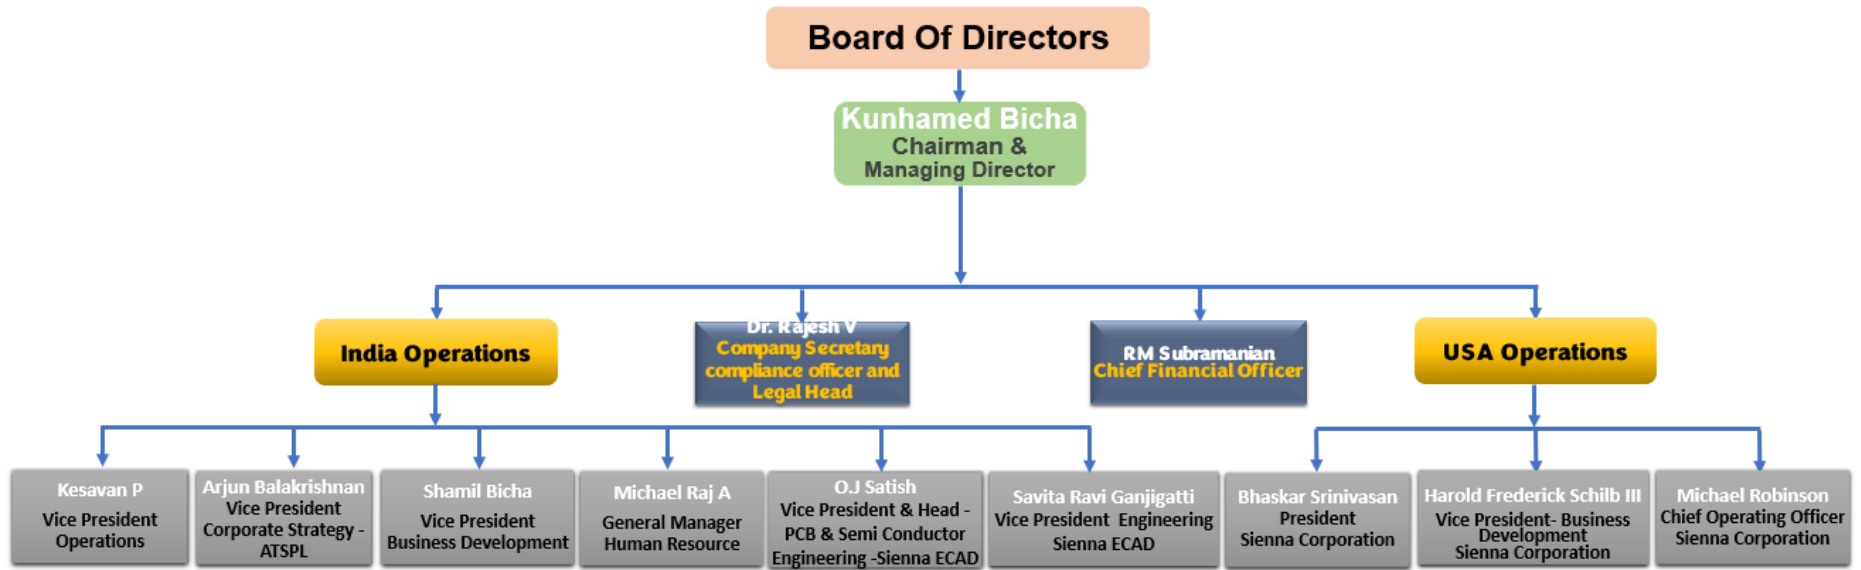 Board Of Directors
Kunhamed Bicha
Chairman &
Managing Director
India Operations
Dr. Rajesh V
Company Secretary
compliance officer and
Legal Head
RM Subramanian
Chief Financial Officer
USA Operations
Kesavan P
Vice President
Operations
Arjun Balakrishnan
Vice President
Corporate Strategy -
ATSPL
Shamil Bicha
Vice President
Business Development
Michael Raj A
General Manager
Human Resource
O.J Satish
Vice President & Head -
PCB & Semi Conductor
Engineering -Sienna ECAD
Savita Ravi Ganjigatti
Vice President Engineering
Sienna ECAD
Bhaskar Srinivasan
President
Sienna Corporation
Harold Frederick Schilb III
Vice President- Business
Development
Sienna Corporation
Michael Robinson
Chief Operating Officer
Sienna Corporation